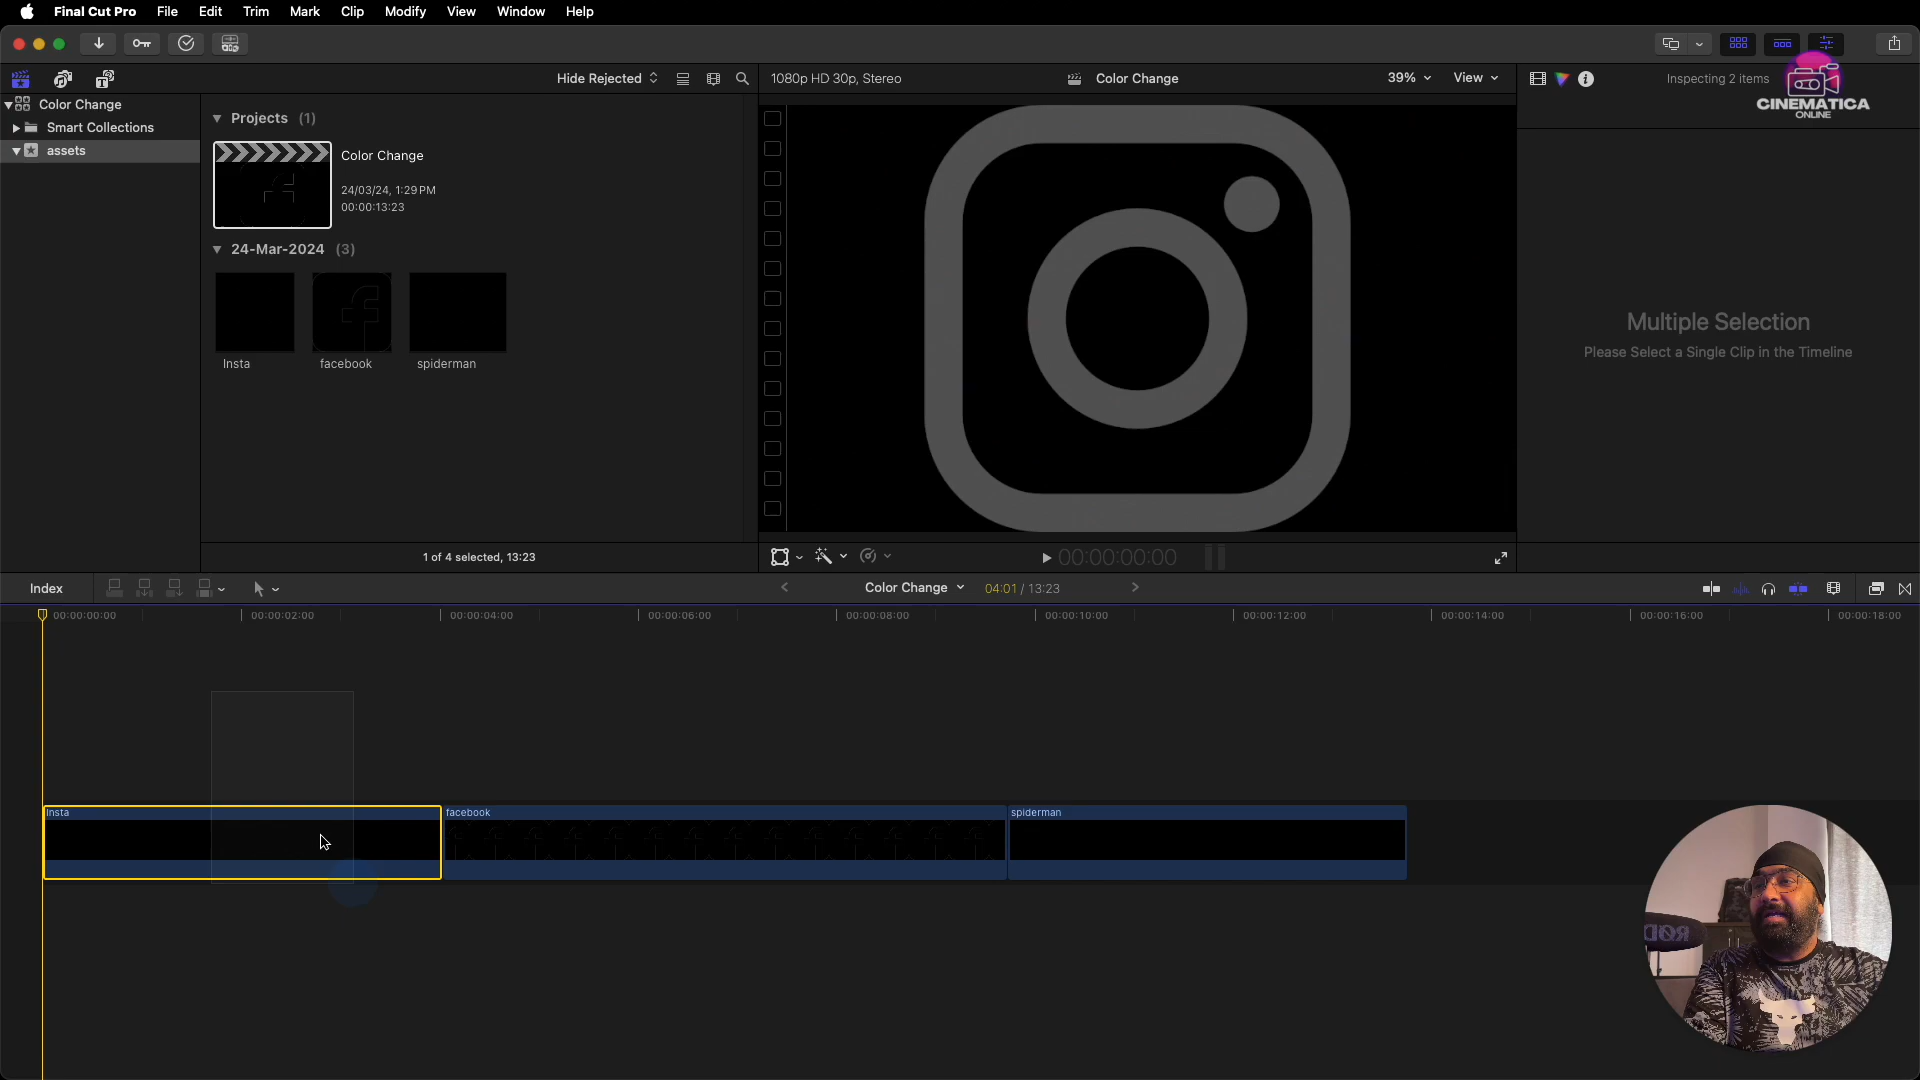 Final Cut Pro File Edit Trim Mark Clip Modify View Window Help
Hide Rejected
1080p HD 30p, Stereo
Color Change
39%
View
Inspecting 2 items
CINEMATICA
ONLINE
Color Change
Smart Collections
assets
Projects (1)
Color Change
24/03/24, 1:29 PM
00:00:13:23
24-Mar-2024 (3)
Insta
facebook
spiderman
Multiple Selection
Please Select a Single Clip in the Timeline
1 of 4 selected, 13:23
00:00:00:00
Index
Color Change
04:01 / 13:23
00:00:00:00 00:00:02:00 00:00:04:00 00:00:06:00 00:00:08:00 00:00:10:00 00:00:12:00 00:00:14:00 00:00:16:00 00:00:18:00
Insta
facebook
spiderman